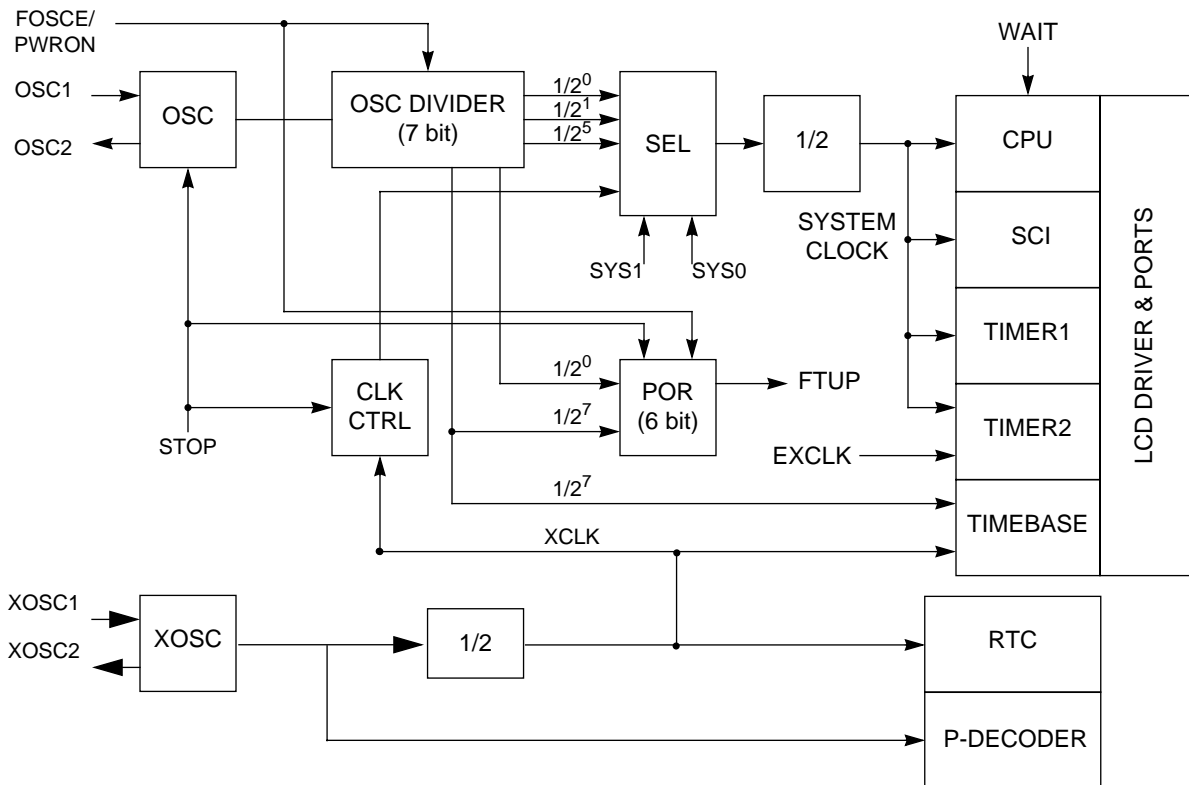 FOSCE/
PWRON
WAIT
OSC1
OSC2
OSC
OSC DIVIDER
(7 bit)
1/2⁰
1/2¹
1/2⁵
SEL
1/2
CPU
SYSTEM
CLOCK
SCI
SYS1
SYS0
TIMER1
LCD DRIVER & PORTS
CLK
CTRL
1/2⁰
POR
(6 bit)
FTUP
1/2⁷
STOP
TIMER2
EXCLK
1/2⁷
TIMEBASE
XCLK
XOSC1
XOSC2
XOSC
1/2
RTC
P-DECODER